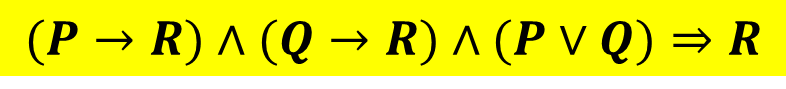 (P → R) ∧ (Q → R) ∧ (P ∨ Q) ⇒ R